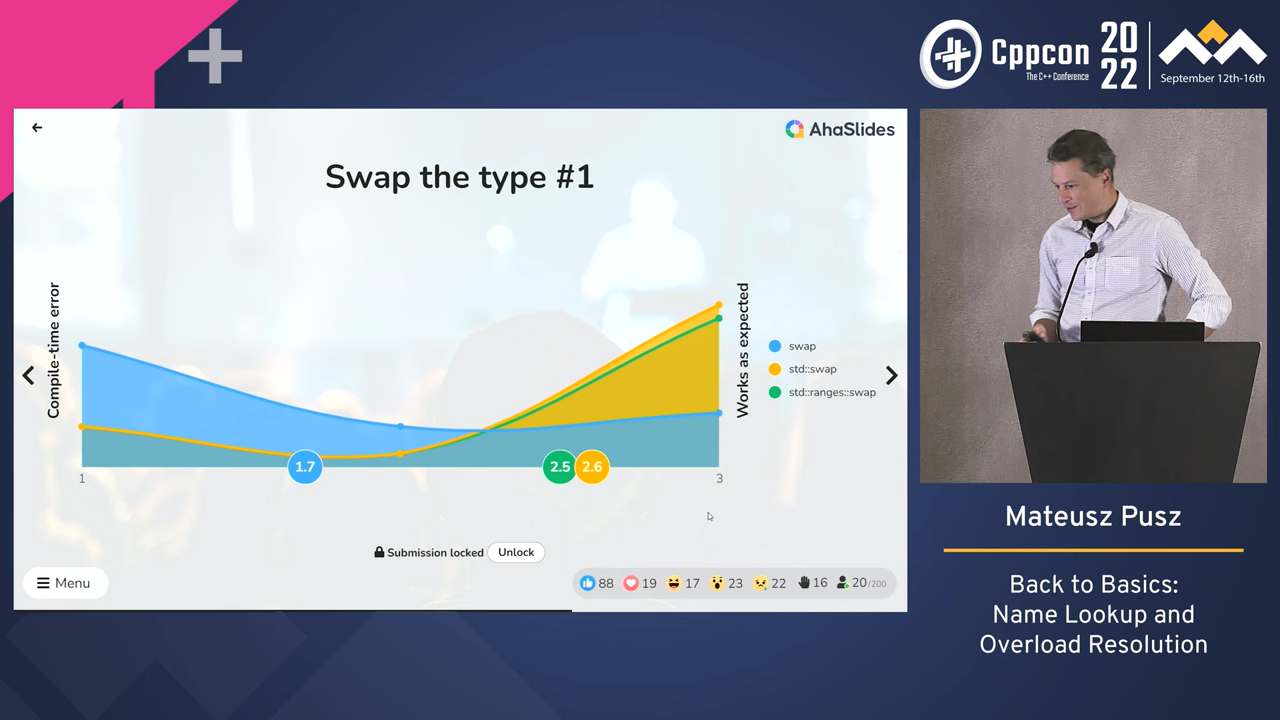 Cppcon
The C++ Conference
20
22
September 12th-16th
AhaSlides
Swap the type #1
Compile-time error
Works as expected
swap
std::swap
std::ranges::swap
1.7
2.5
2.6
1
3
Submission locked
Unlock
Menu
88
19
17
23
22
16
20/200
Mateusz Pusz
Back to Basics:
Name Lookup and
Overload Resolution